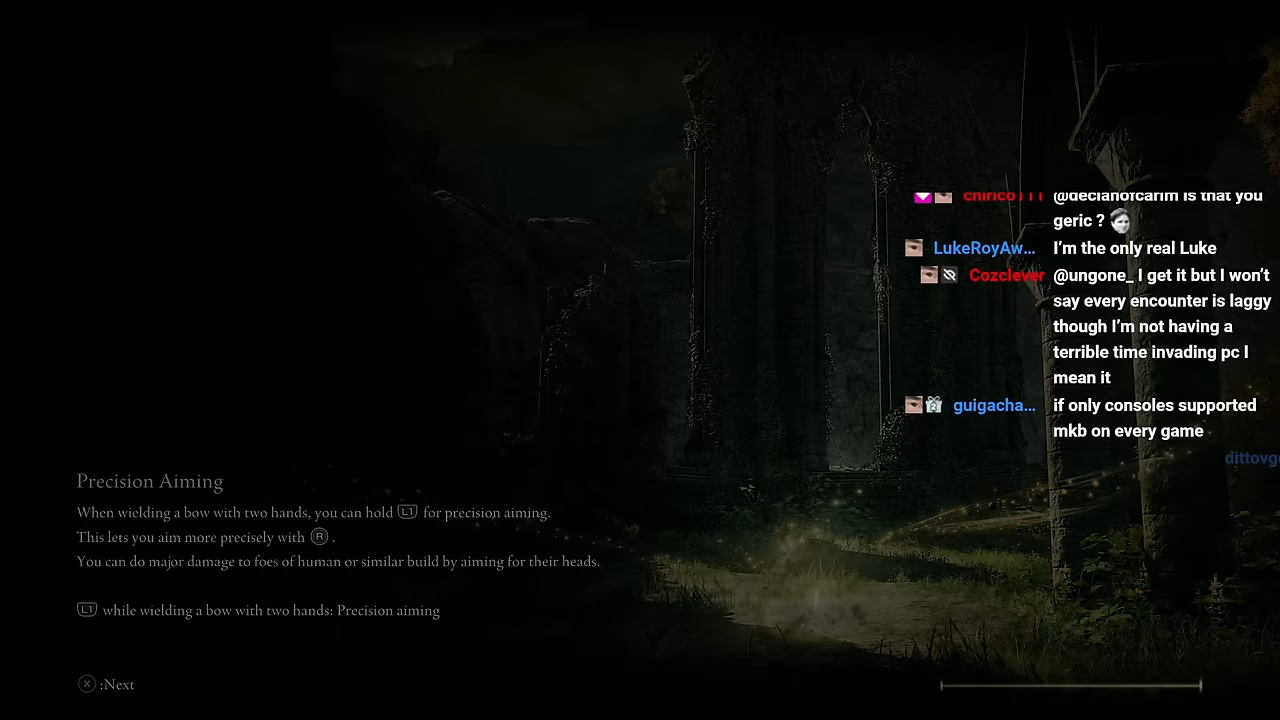 @declanofcarim is that you
geric ?
LukeRoyAw… I’m the only real Luke
Cozclever @ungone_ I get it but I won’t
say every encounter is laggy
though I’m not having a
terrible time invading pc I
mean it
guigacha… if only consoles supported
mkb on every game
Precision Aiming
When wielding a bow with two hands, you can hold L1 for precision aiming.
This lets you aim more precisely with R .
You can do major damage to foes of human or similar build by aiming for their heads.
L1 while wielding a bow with two hands: Precision aiming
X :Next